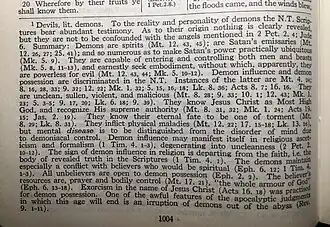 20 Wherefore by their fruits ye
shall know them.
1 Pet.2.8.)
the floods came, and the winds blew,
1 Devils, lit. demons. To the reality and personality of demons the N.T. Scrip-
tures bear abundant testimony. As to their origin nothing is clearly revealed,
but they are not to be confounded with the angels mentioned in 2 Pet. 2. 4; Jude
6. Summary: Demons are spirits (Mt. 12. 43, 45); are Satan's emissaries (Mt.
12. 26, 27; 25. 41); and so numerous as to make Satan's power practically ubiquitous
(Mk. 5. 9). They are capable of entering and controlling both men and beasts
(Mk. 5. 8, 11-13), and earnestly seek embodiment, without which, apparently, they
are powerless for evil (Mt. 12. 43, 44; Mk. 5. 10-12). Demon influence and demon
possession are discriminated in the N.T. Instances of the latter are Mt. 4.
8. 16, 28, 33; 9. 32; 12. 22; Mk. 1. 32; 5. 15, 16, 18; Lk. 8. 36; Acts 8. 7; 16. 16. They
are unclean, sullen, violent, and malicious (Mt. 8. 28; 9. 33; 10. 1; 12. 43; Mk. 1.
23; 5. 3-5; 9. 17, 20; Lk. 6. 18; 9. 39). They know Jesus Christ as Most High
God, and recognize His supreme authority (Mt. 8. 31, 32; Mk. 1. 24; Acts 19.
15; Jas. 2. 19). They know their eternal fate to be one of torment (Mt.
8. 29; Lk. 8. 31). They inflict physical maladies (Mt. 12. 22; 17. 15-18; Lk. 13. 16),
but mental disease is to be distinguished from the disorder of mind due
to demoniacal control. Demon influence may manifest itself in religious asceti-
cism and formalism (1 Tim. 4. 1-3), degenerating into uncleanness (2 Pet. 2.
10-12). The sign of demon influence in religion is departing from the faith, i.e. the
body of revealed truth in the Scriptures (1 Tim. 4. 1). The demons maintain
especially a conflict with believers who would be spiritual (Eph. 6. 12; 1 Tim. 4.
1-3). All unbelievers are open to demon possession (Eph. 2. 2). The believer's
resources are, prayer and bodily control (Mt. 17. 21), "the whole armour of God"
(Eph. 6. 13-18). Exorcism in the name of Jesus Christ (Acts 16. 18) was practised
for demon possession. One of the awful features of the apocalyptic judgments
in which this age will end is an irruption of demons out of the abyss (Rev.
9. 1-11).
1004